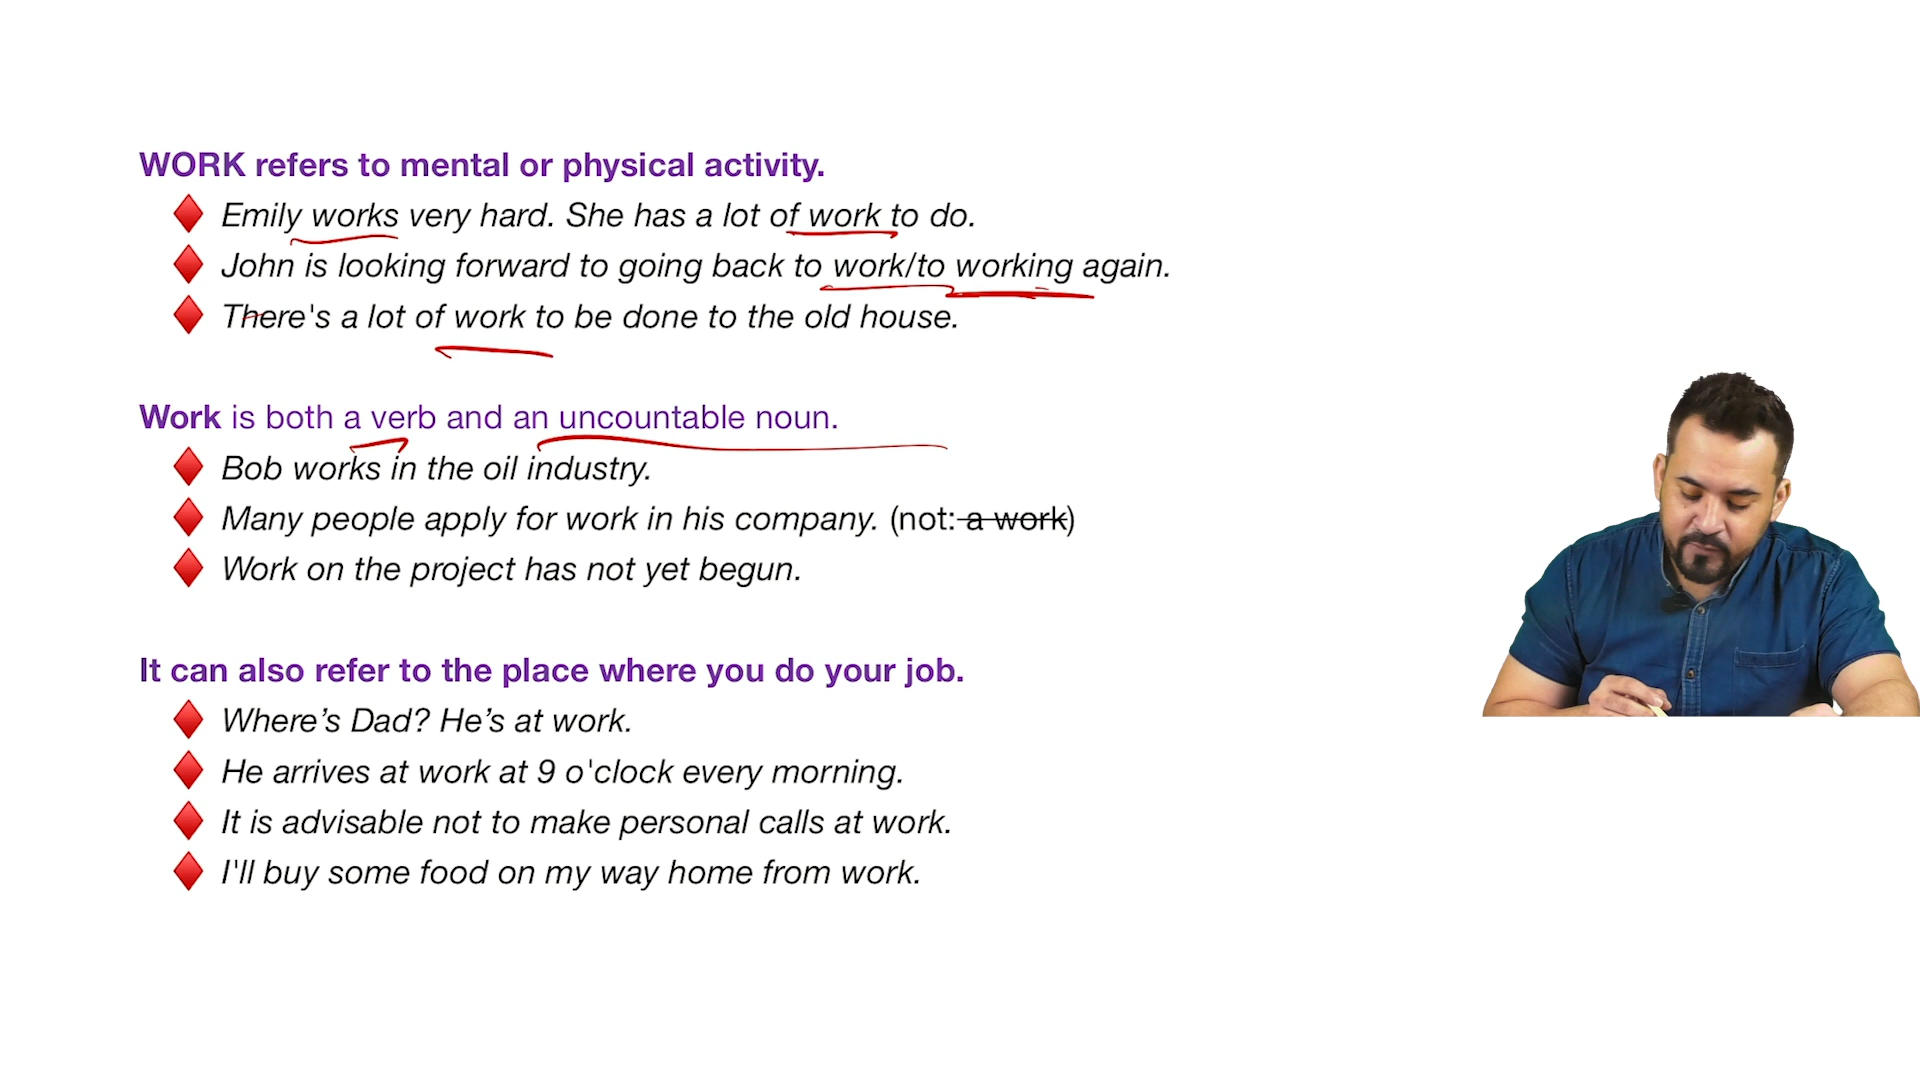 WORK refers to mental or physical activity.
Emily works very hard. She has a lot of work to do.
John is looking forward to going back to work/to working again.
There's a lot of work to be done to the old house.
Work is both a verb and an uncountable noun.
Bob works in the oil industry.
Many people apply for work in his company. (not: a work)
Work on the project has not yet begun.
It can also refer to the place where you do your job.
Where’s Dad? He’s at work.
He arrives at work at 9 o'clock every morning.
It is advisable not to make personal calls at work.
I'll buy some food on my way home from work.